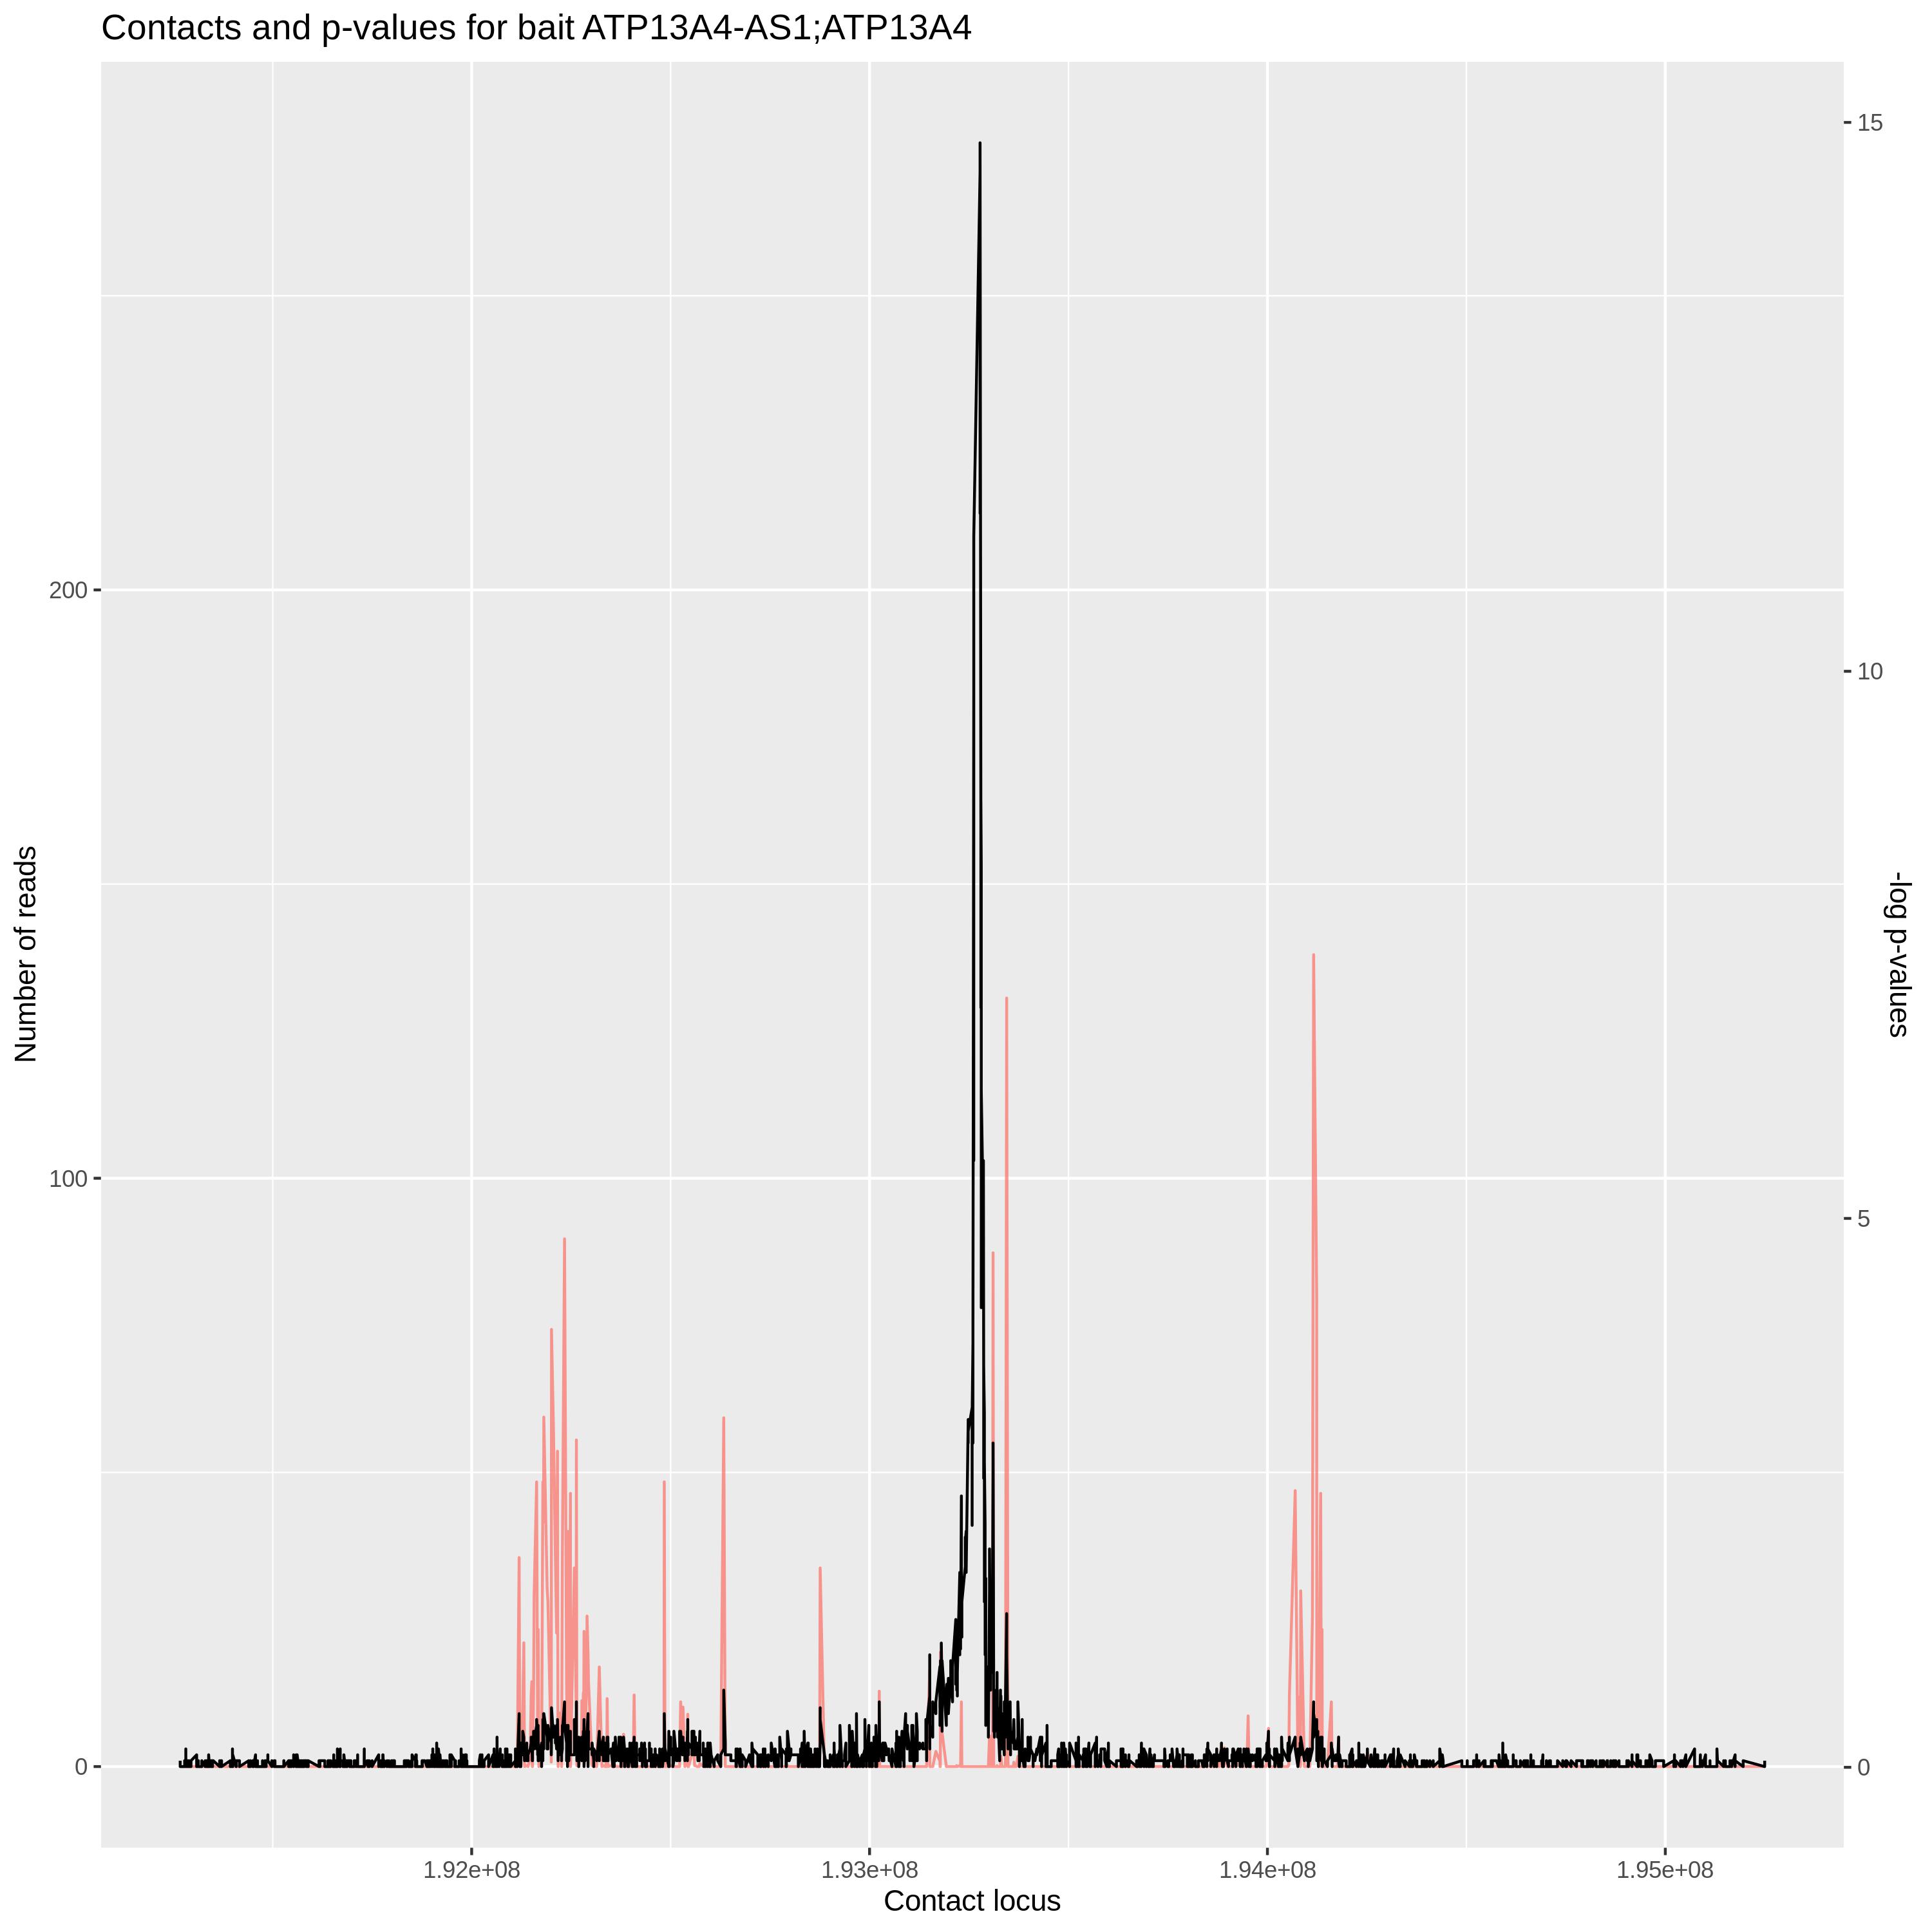 Contacts and p-values for bait ATP13A4-AS1;ATP13A4
15
200
10
Number of reads
-log p-values
100
5
0
0
1.92e+08
1.93e+08
1.94e+08
1.95e+08
Contact locus